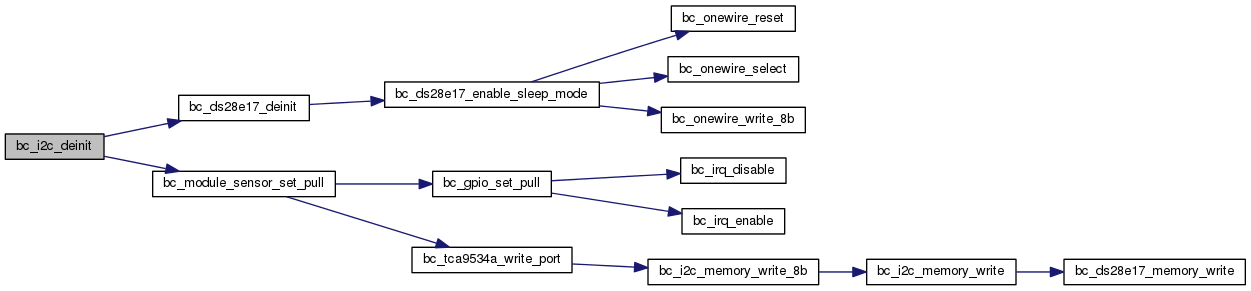 bc_onewire_reset
bc_onewire_select
bc_ds28e17_enable_sleep_mode
bc_ds28e17_deinit
bc_onewire_write_8b
bc_i2c_deinit
bc_irq_disable
bc_module_sensor_set_pull
bc_gpio_set_pull
bc_irq_enable
bc_tca9534a_write_port
bc_i2c_memory_write_8b
bc_i2c_memory_write
bc_ds28e17_memory_write